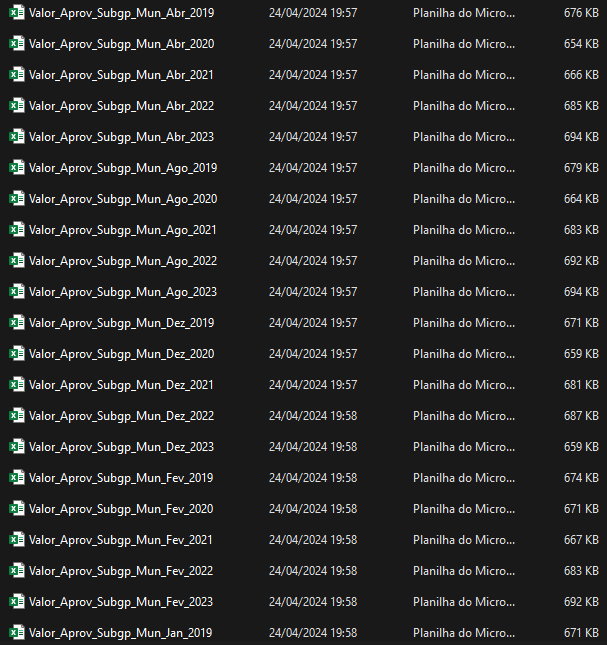 Valor_Aprov_Subgp_Mun_Abr_2019 24/04/2024 19:57 Planilha do Micro... 676 KB
Valor_Aprov_Subgp_Mun_Abr_2020 24/04/2024 19:57 Planilha do Micro... 654 KB
Valor_Aprov_Subgp_Mun_Abr_2021 24/04/2024 19:57 Planilha do Micro... 666 KB
Valor_Aprov_Subgp_Mun_Abr_2022 24/04/2024 19:57 Planilha do Micro... 685 KB
Valor_Aprov_Subgp_Mun_Abr_2023 24/04/2024 19:57 Planilha do Micro... 694 KB
Valor_Aprov_Subgp_Mun_Ago_2019 24/04/2024 19:57 Planilha do Micro... 679 KB
Valor_Aprov_Subgp_Mun_Ago_2020 24/04/2024 19:57 Planilha do Micro... 664 KB
Valor_Aprov_Subgp_Mun_Ago_2021 24/04/2024 19:57 Planilha do Micro... 683 KB
Valor_Aprov_Subgp_Mun_Ago_2022 24/04/2024 19:57 Planilha do Micro... 692 KB
Valor_Aprov_Subgp_Mun_Ago_2023 24/04/2024 19:57 Planilha do Micro... 694 KB
Valor_Aprov_Subgp_Mun_Dez_2019 24/04/2024 19:57 Planilha do Micro... 671 KB
Valor_Aprov_Subgp_Mun_Dez_2020 24/04/2024 19:57 Planilha do Micro... 659 KB
Valor_Aprov_Subgp_Mun_Dez_2021 24/04/2024 19:57 Planilha do Micro... 681 KB
Valor_Aprov_Subgp_Mun_Dez_2022 24/04/2024 19:58 Planilha do Micro... 687 KB
Valor_Aprov_Subgp_Mun_Dez_2023 24/04/2024 19:58 Planilha do Micro... 659 KB
Valor_Aprov_Subgp_Mun_Fev_2019 24/04/2024 19:58 Planilha do Micro... 674 KB
Valor_Aprov_Subgp_Mun_Fev_2020 24/04/2024 19:58 Planilha do Micro... 671 KB
Valor_Aprov_Subgp_Mun_Fev_2021 24/04/2024 19:58 Planilha do Micro... 667 KB
Valor_Aprov_Subgp_Mun_Fev_2022 24/04/2024 19:58 Planilha do Micro... 683 KB
Valor_Aprov_Subgp_Mun_Fev_2023 24/04/2024 19:58 Planilha do Micro... 692 KB
Valor_Aprov_Subgp_Mun_Jan_2019 24/04/2024 19:58 Planilha do Micro... 671 KB